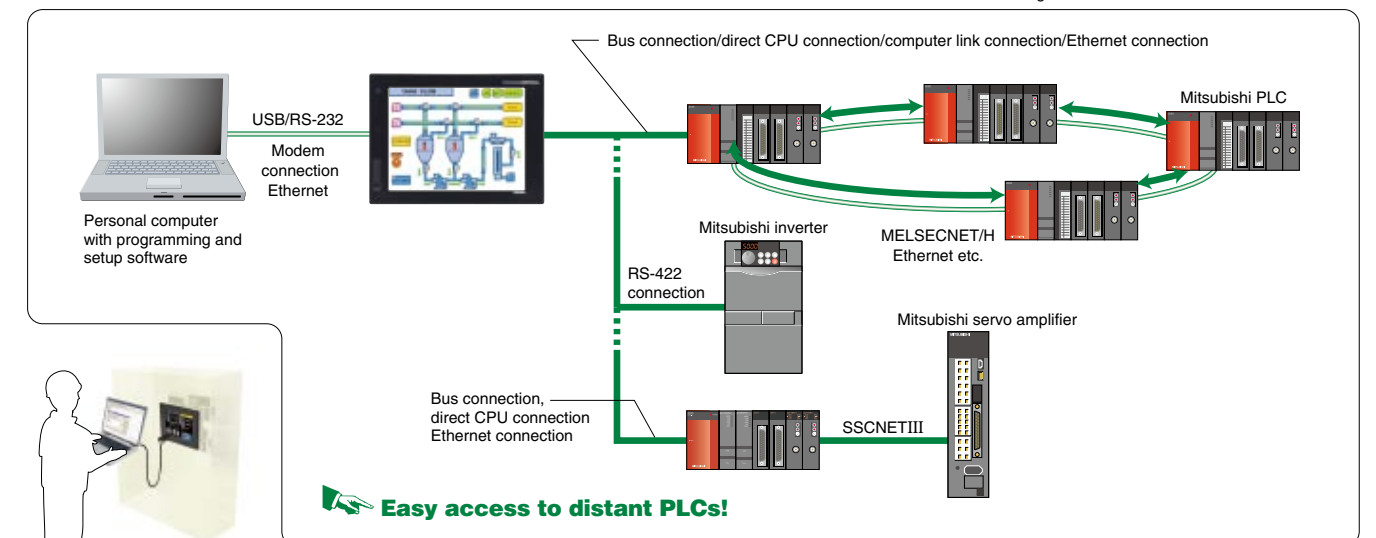 Bus connection/direct CPU connection/computer link connection/Ethernet connection
Mitsubishi PLC
USB/RS-232
Modem
connection
Ethernet
Personal computer
with programming and
setup software
Mitsubishi inverter
MELSECNET/H
Ethernet etc.
RS-422
connection
Mitsubishi servo amplifier
Bus connection,
direct CPU connection
Ethernet connection
SSCNETIII
Easy access to distant PLCs!